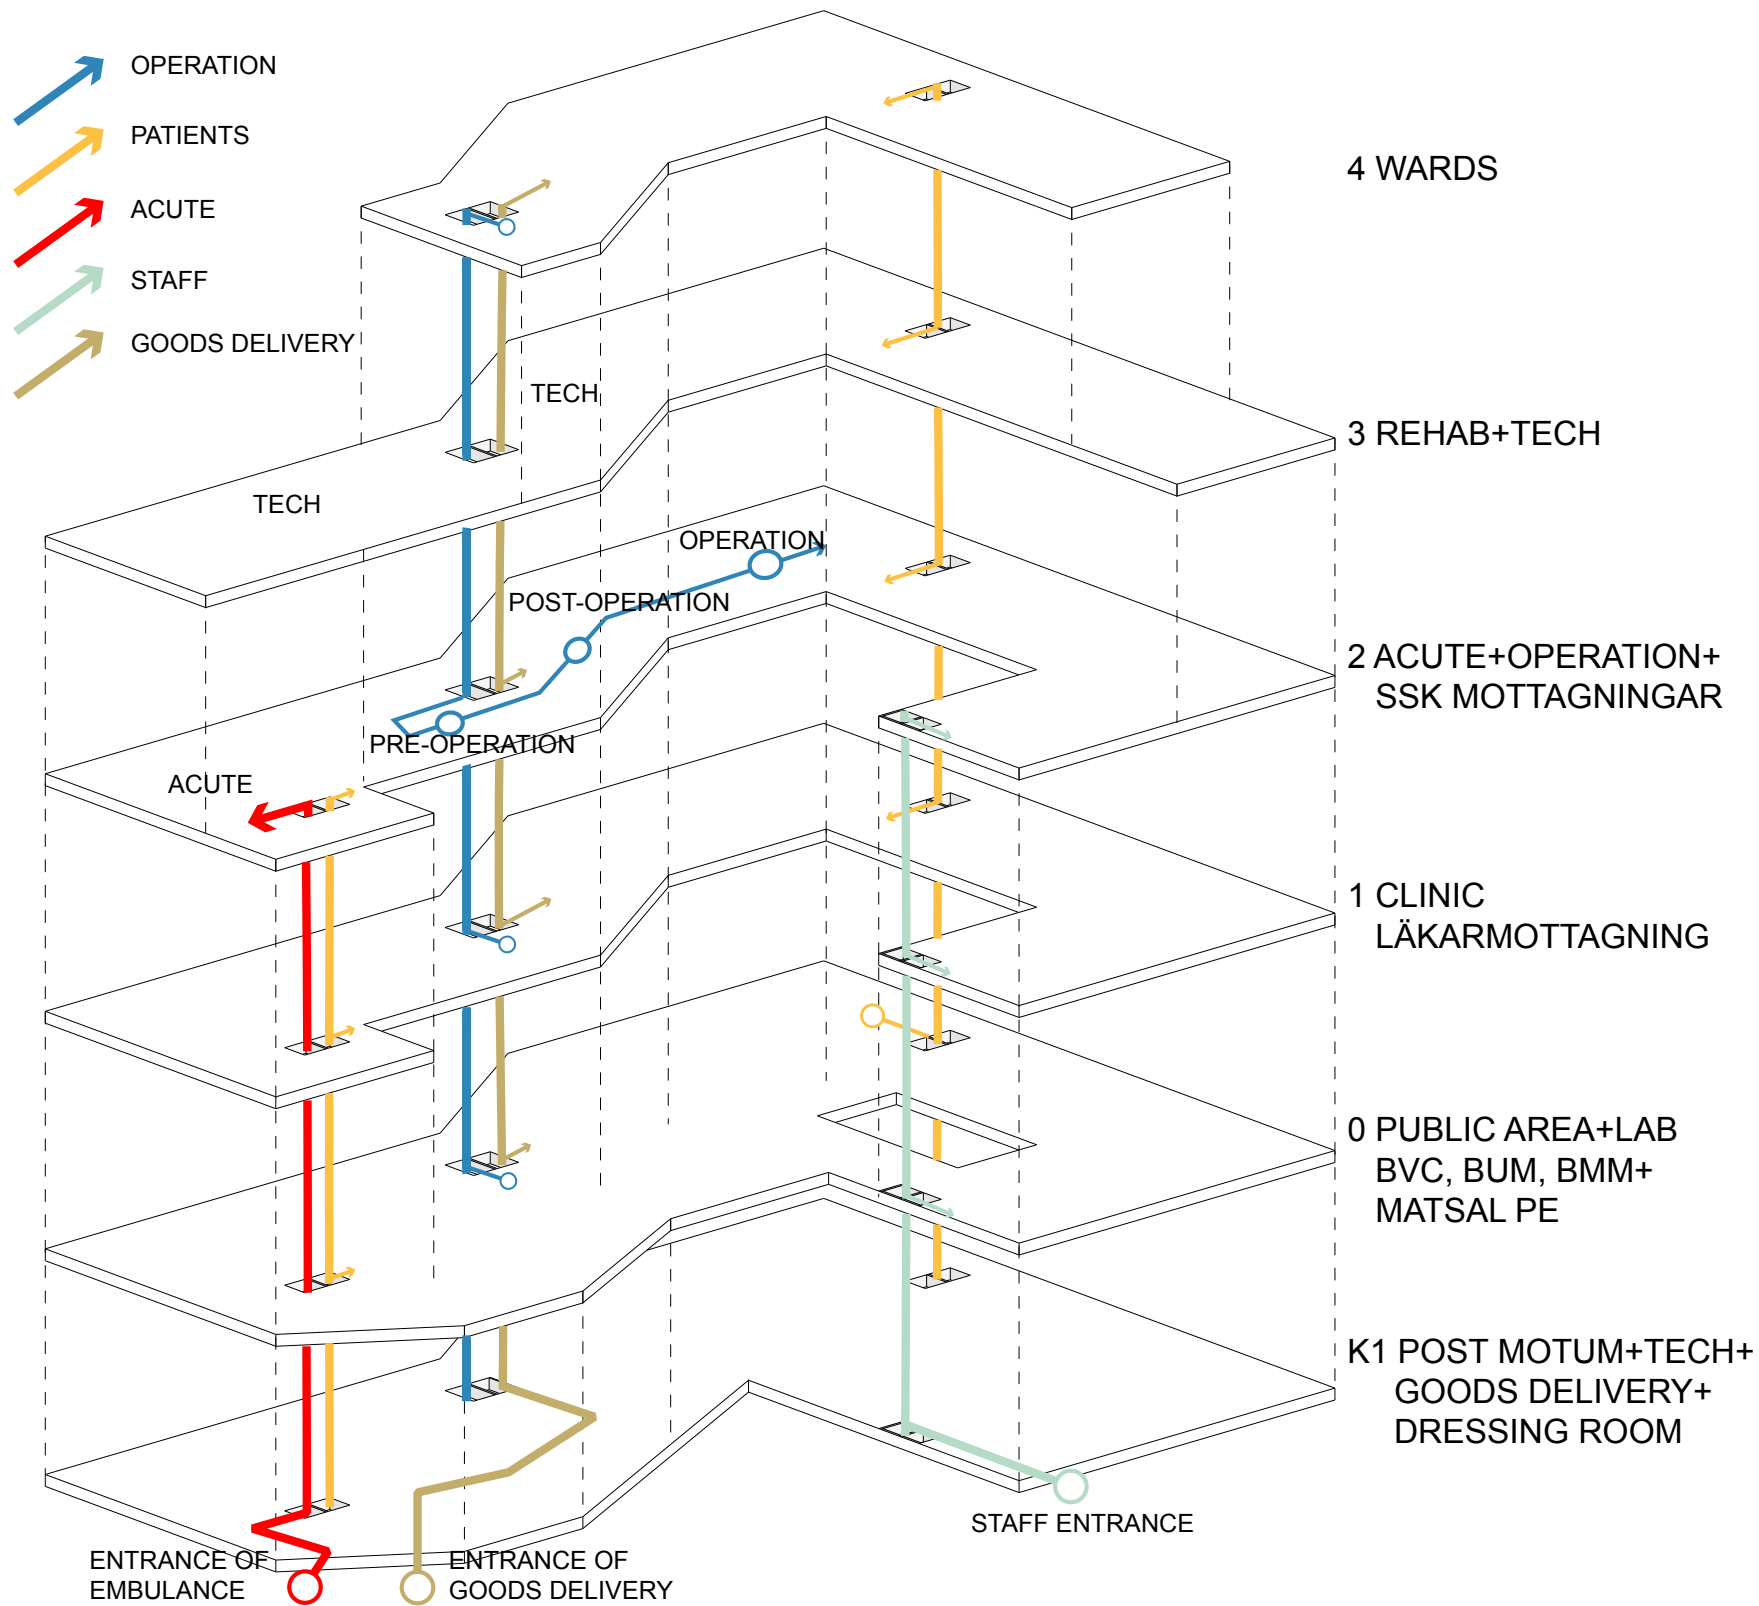 OPERATION
PATIENTS
ACUTE
STAFF
GOODS DELIVERY
4 WARDS
TECH
3 REHAB+TECH
TECH
OPERATION
POST-OPERATION
2 ACUTE+OPERATION+
SSK MOTTAGNINGAR
PRE-OPERATION
ACUTE
1 CLINIC
LÄKARMOTTAGNING
0 PUBLIC AREA+LAB
BVC, BUM, BMM+
MATSAL PE
K1 POST MOTUM+TECH+
GOODS DELIVERY+
DRESSING ROOM
STAFF ENTRANCE
ENTRANCE OF
EMBULANCE
ENTRANCE OF
GOODS DELIVERY